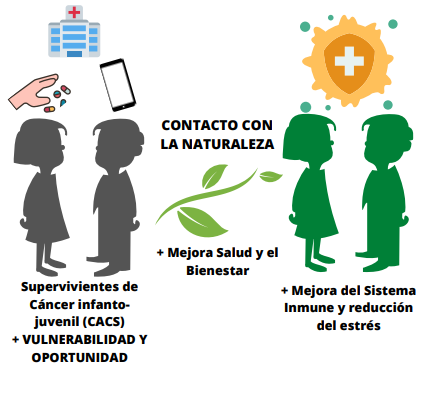 CONTACTO CON
LA NATURALEZA
+ Mejora Salud y el
Bienestar
Supervivientes de
Cáncer infanto-
juvenil (CACS)
+ VULNERABILIDAD Y
OPORTUNIDAD
+ Mejora del Sistema
Inmune y reducción
del estrés